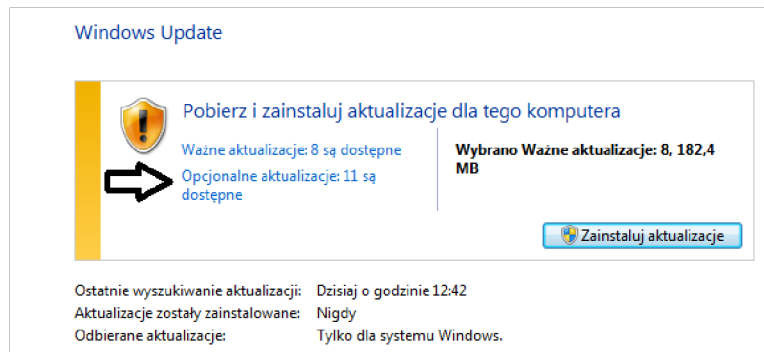 Windows Update
Pobierz i zainstaluj aktualizacje dla tego komputera
Ważne aktualizacje: 8 są dostępne
Opcjonalne aktualizacje: 11 są
dostępne
Wybrano Ważne aktualizacje: 8, 182,4
MB
Zainstaluj aktualizacje
Ostatnie wyszukiwanie aktualizacji: Dzisiaj o godzinie 12:42
Aktualizacje zostały zainstalowane: Nigdy
Odbierane aktualizacje: Tylko dla systemu Windows.